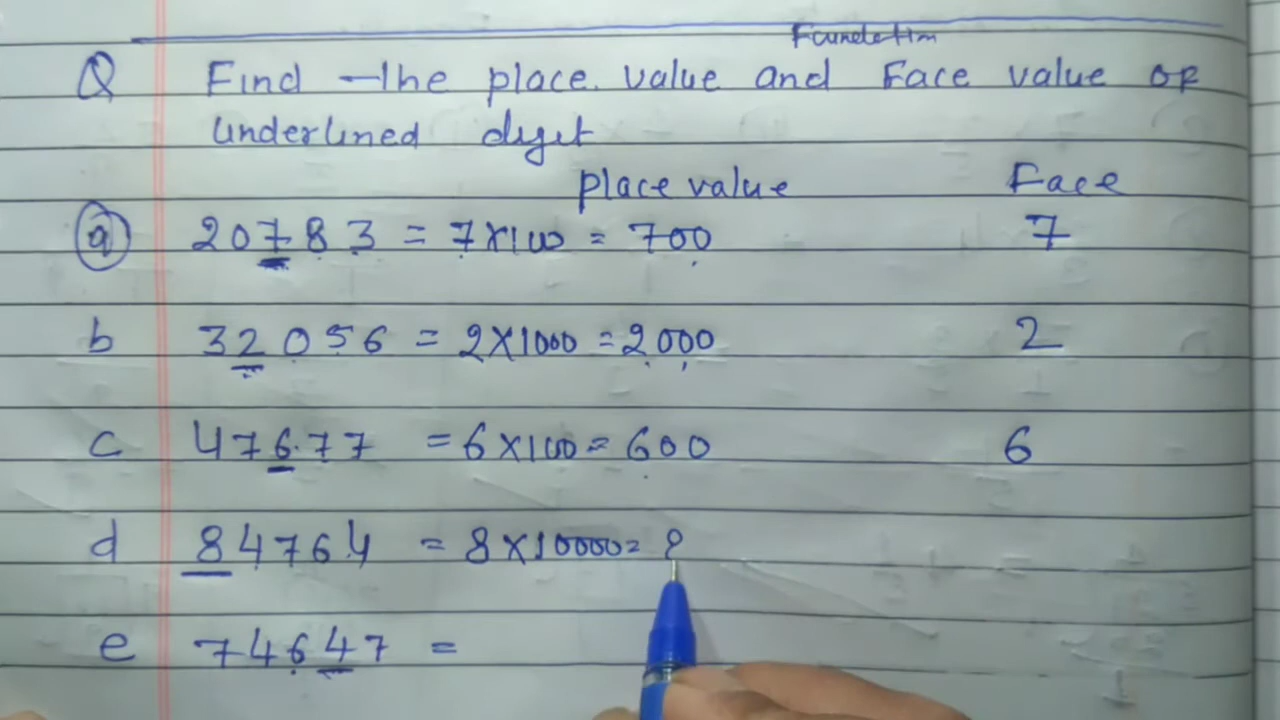 Foundation
Q Find the place value and Face value OF
Underlined digit
place value Face
a 20783 = 7×100 = 700 7
b 32056 = 2×1000 = 2000 2
c 47677 = 6×100 = 600 6
d 84764 = 8×10000 = 8
e 74647 =